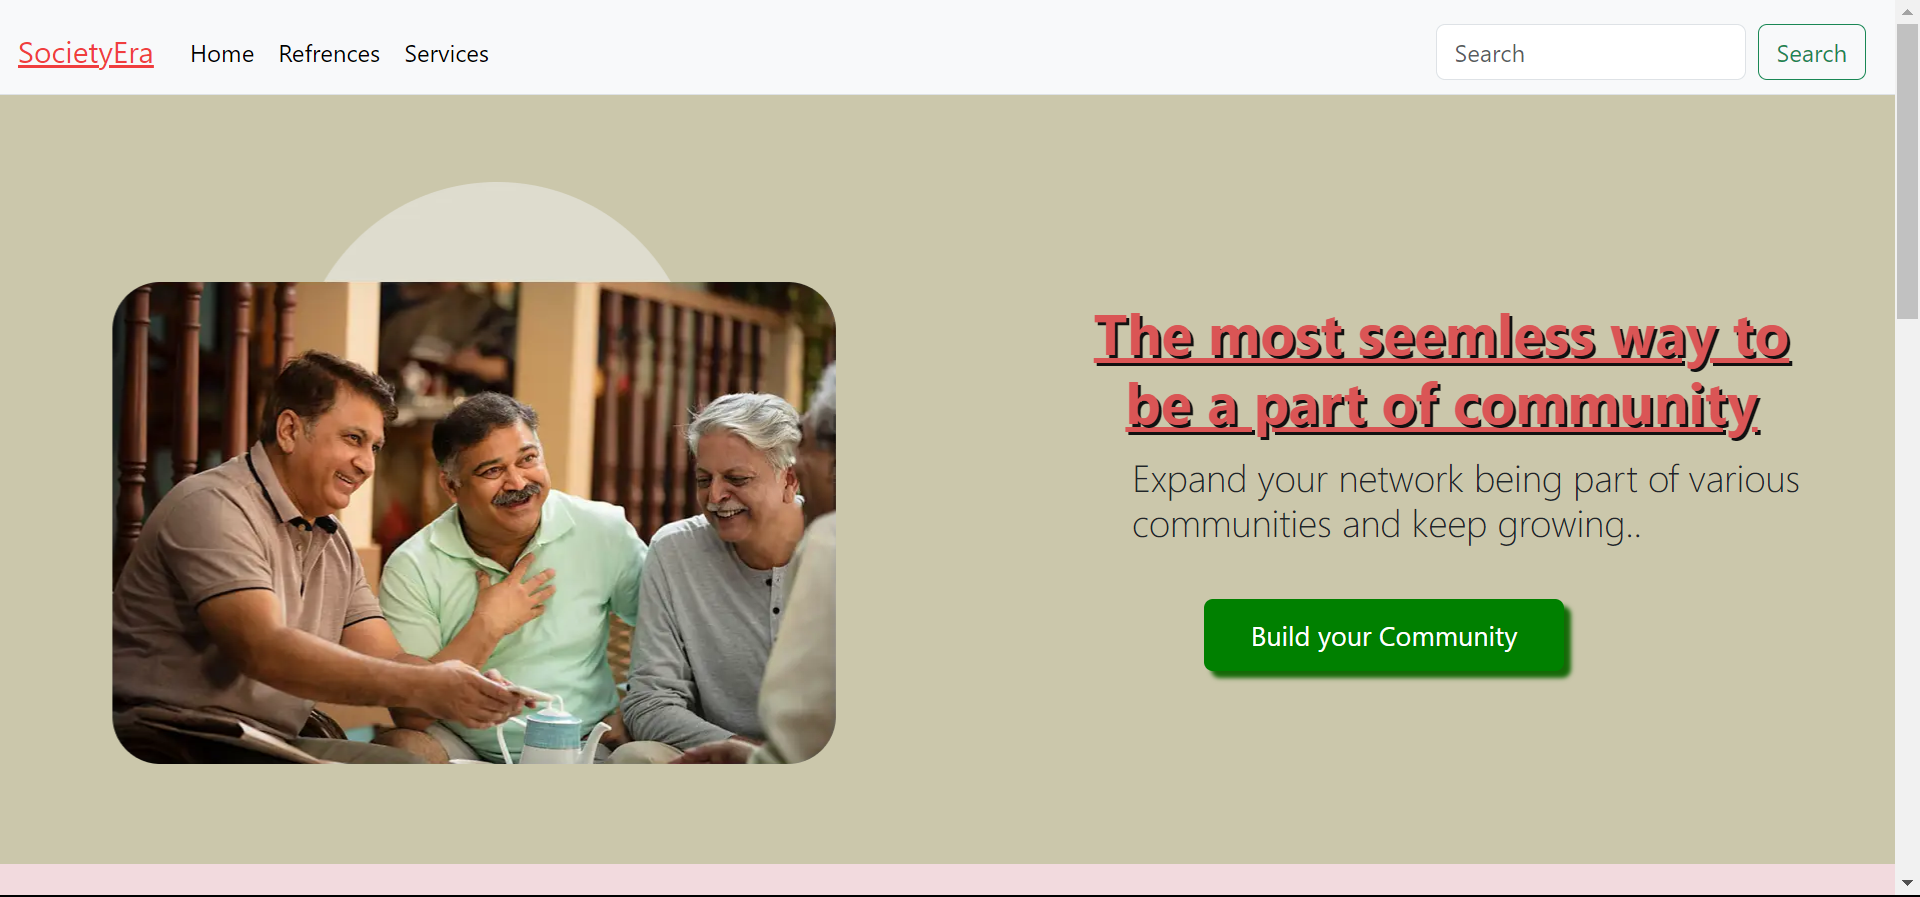 SocietyEra Home Refrences Services Search Search
The most seemless way to
be a part of community
Expand your network being part of various
communities and keep growing..
Build your Community